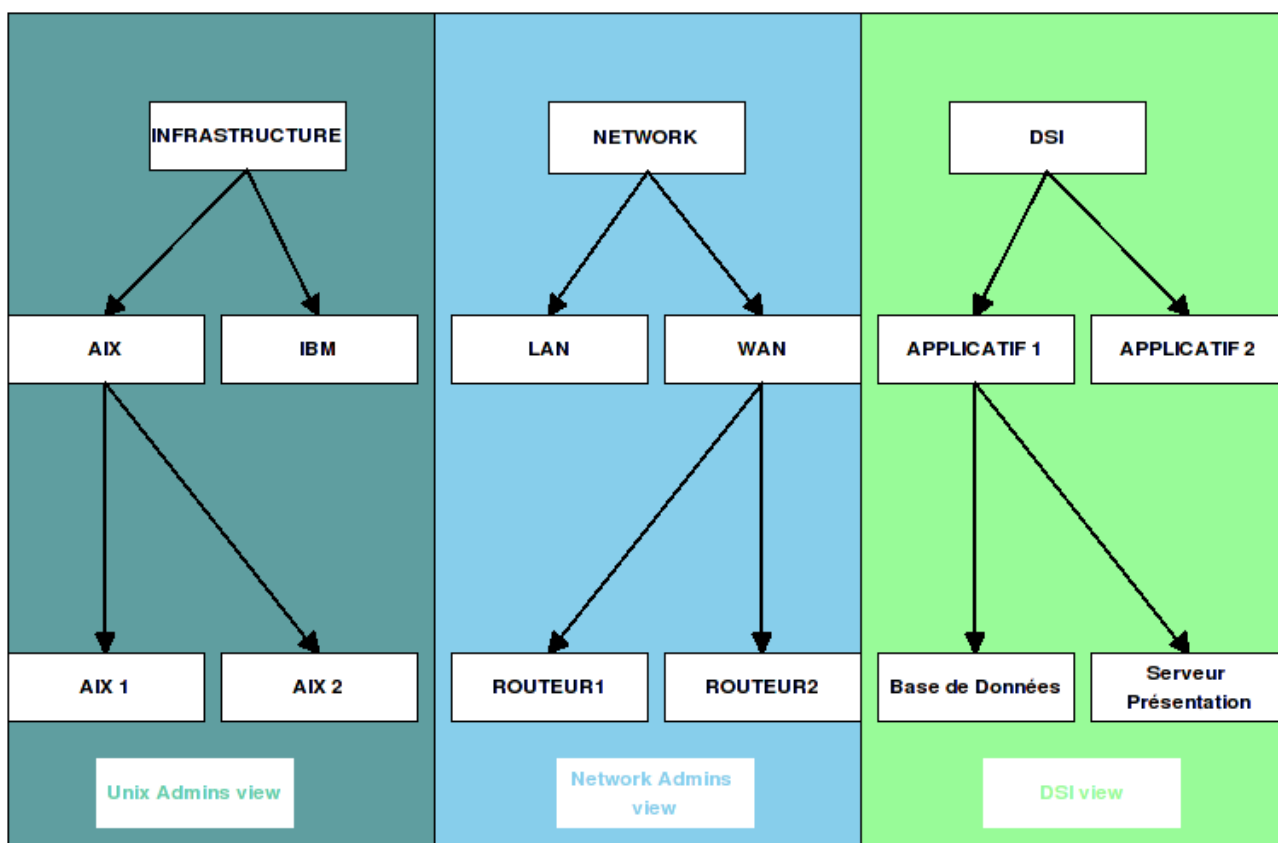 INFRASTRUCTURE
NETWORK
DSI
AIX
IBM
LAN
WAN
APPLICATIF 1
APPLICATIF 2
AIX 1
AIX 2
ROUTEUR1
ROUTEUR2
Base de Données
Serveur
Présentation
Unix Admins view
Network Admins
view
DSI view